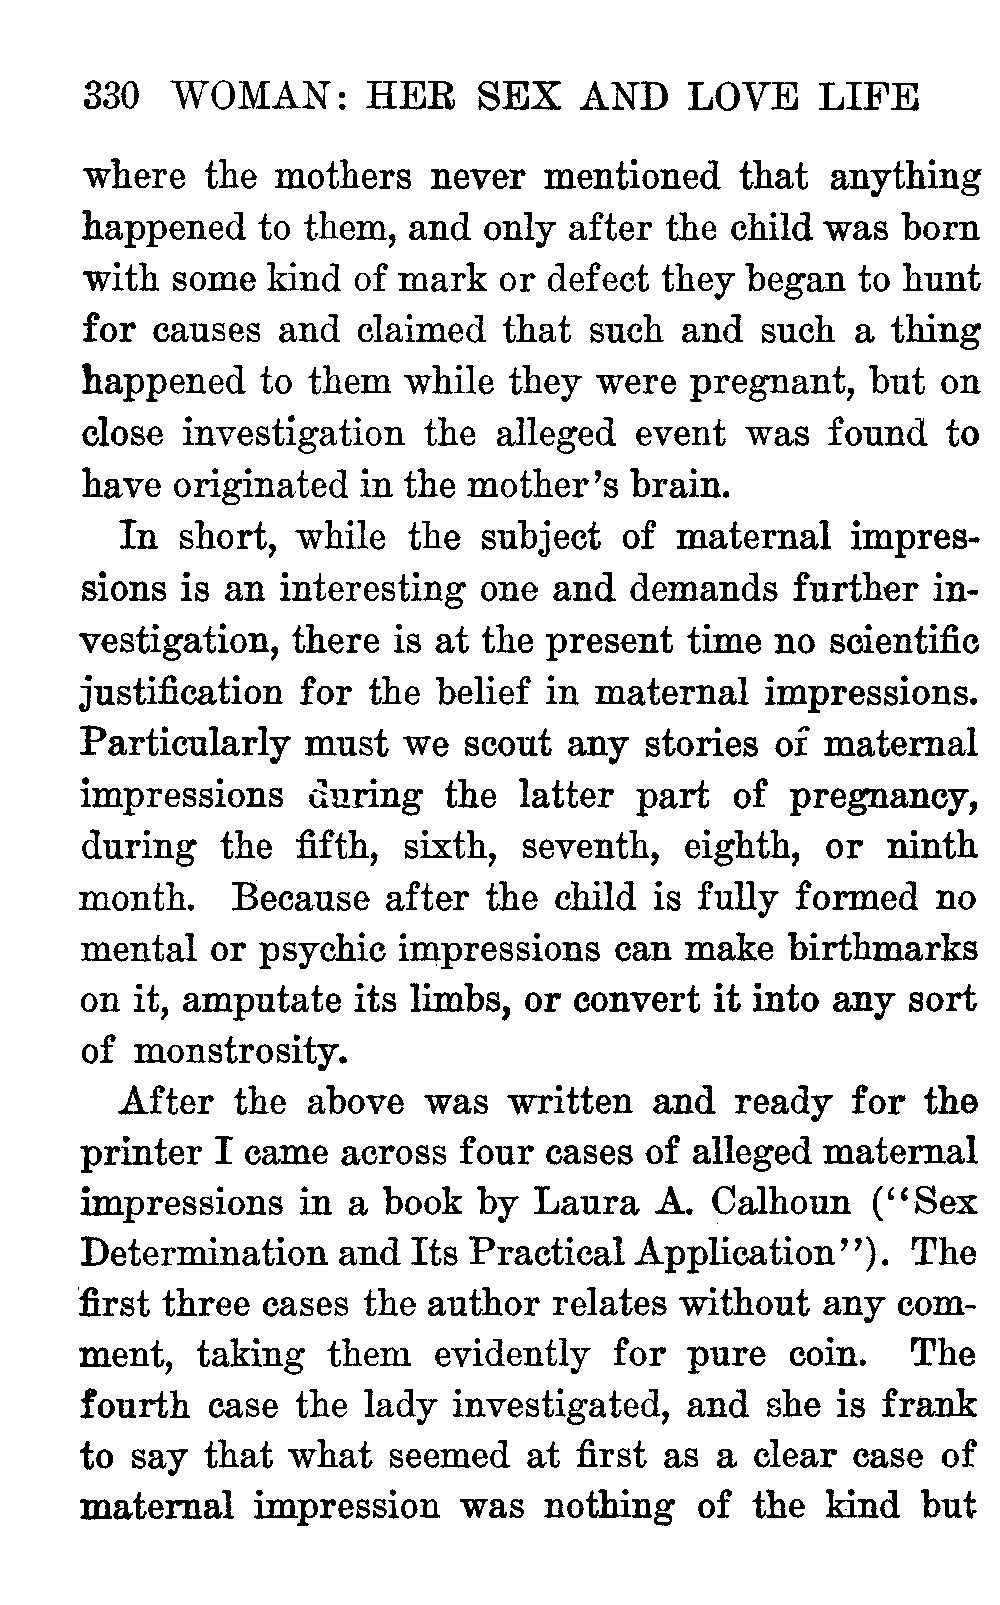 330 WOMAN: HER SEX AND LOVE LIFE
where the mothers never mentioned that anything
happened to them, and only after the child was born
with some kind of mark or defect they began to hunt
for causes and claimed that such and such a thing
happened to them while they were pregnant, but on
close investigation the alleged event was found to
have originated in the mother's brain.
In short, while the subject of maternal impres-
sions is an interesting one and demands further in-
vestigation, there is at the present time no scientific
justification for the belief in maternal impressions.
Particularly must we scout any stories of maternal
impressions during the latter part of pregnancy,
during the fifth, sixth, seventh, eighth, or ninth
month. Because after the child is fully formed no
mental or psychic impressions can make birthmarks
on it, amputate its limbs, or convert it into any sort
of monstrosity.
After the above was written and ready for the
printer I came across four cases of alleged maternal
impressions in a book by Laura A. Calhoun (“Sex
Determination and Its Practical Application”). The
first three cases the author relates without any com-
ment, taking them evidently for pure coin. The
fourth case the lady investigated, and she is frank
to say that what seemed at first as a clear case of
maternal impression was nothing of the kind but